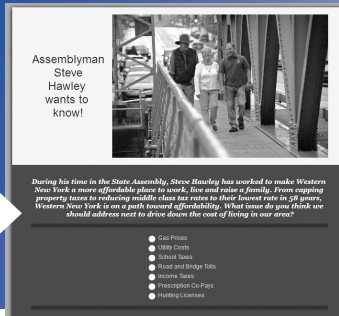 Assemblyman
Steve
Hawley
wants to
know!
During his time in the State Assembly, Steve Hawley has worked to make Western
New York a more affordable place to work, live and raise a family. From capping
property taxes to reducing middle class tax rates to their lowest rate in 58 years,
Western New York is on a path toward affordability. What issue do you think we
should address next to drive down the cost of living in our area?
Gas Prices
Utility Costs
School Taxes
Road and Bridge Tolls
Income Taxes
Prescription Co-Pays
Hunting Licenses